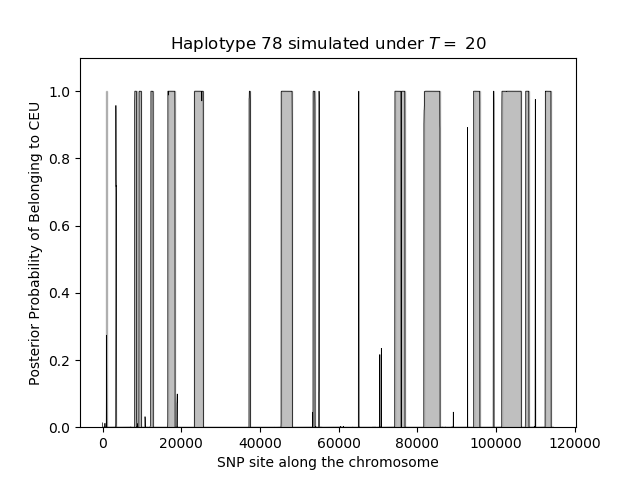 Haplotype 78 simulated under T = 20
Posterior Probability of Belonging to CEU
1.0
0.8
0.6
0.4
0.2
0.0
0 20000 40000 60000 80000 100000 120000
SNP site along the chromosome